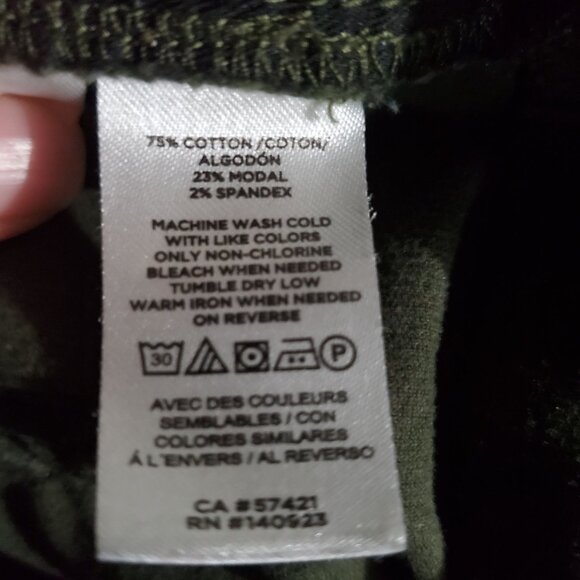 75% COTTON /COTON/
ALGODÓN
23% MODAL
2% SPANDEX
MACHINE WASH COLD
WITH LIKE COLORS
ONLY NON-CHLORINE
BLEACH WHEN NEEDED
TUMBLE DRY LOW
WARM IRON WHEN NEEDED
ON REVERSE
30 P
AVEC DES COULEURS
SEMBLABLES / CON
COLORES SIMILARES
Á L'ENVERS / AL REVERSO
CA # 57421
RN #140923